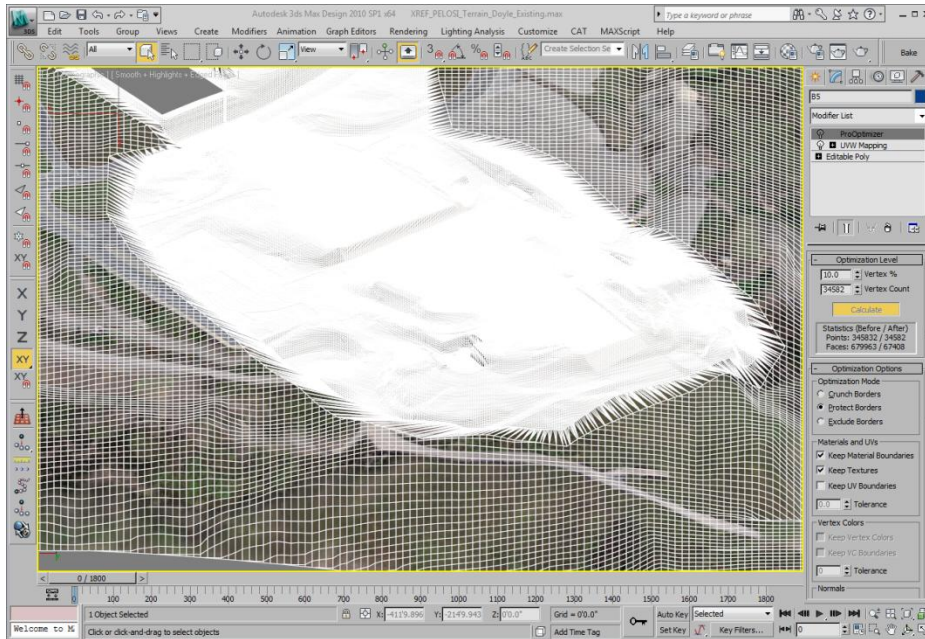 Autodesk 3ds Max Design 2010 SP1 x64 XREF_PELOSI_Terrain_Doyle_Existing.max
Type a keyword or phrase
3DS
Edit Tools Group Views Create Modifiers Animation Graph Editors Rendering Lighting Analysis Customize CAT MAXScript Help
All
View
3
%
Create Selection Se
Bake
Smooth + Highlights +
B5
Modifier List
ProOptimizer
UVW Mapping
Editable Poly
XY
X
Y
Z
XY
XY
Optimization Level
10.0 Vertex %
34582 Vertex Count
Calculate
Statistics (Before / After)
Points: 345832 / 34582
Faces: 679963 / 67408
Optimization Options
Optimization Mode
Crunch Borders
Protect Borders
Exclude Borders
Materials and UVs
Keep Material Boundaries
Keep Textures
Keep UV Boundaries
0.0 Tolerance
Vertex Colors
Keep Vertex Colors
Keep VC Boundaries
0 Tolerance
Normals
< 0 / 1800 >
0 100 200 300 400 500 600 700 800 900 1000 1100 1200 1300 1400 1500 1600 1700 1800
1 Object Selected
X: -411'9.896 Y: -214'9.943 Z: 0'0.0"
Grid = 0'0.0"
Auto Key Selected
Welcome to M
Click or click-and-drag to select objects
Add Time Tag
Set Key Key Filters...
0